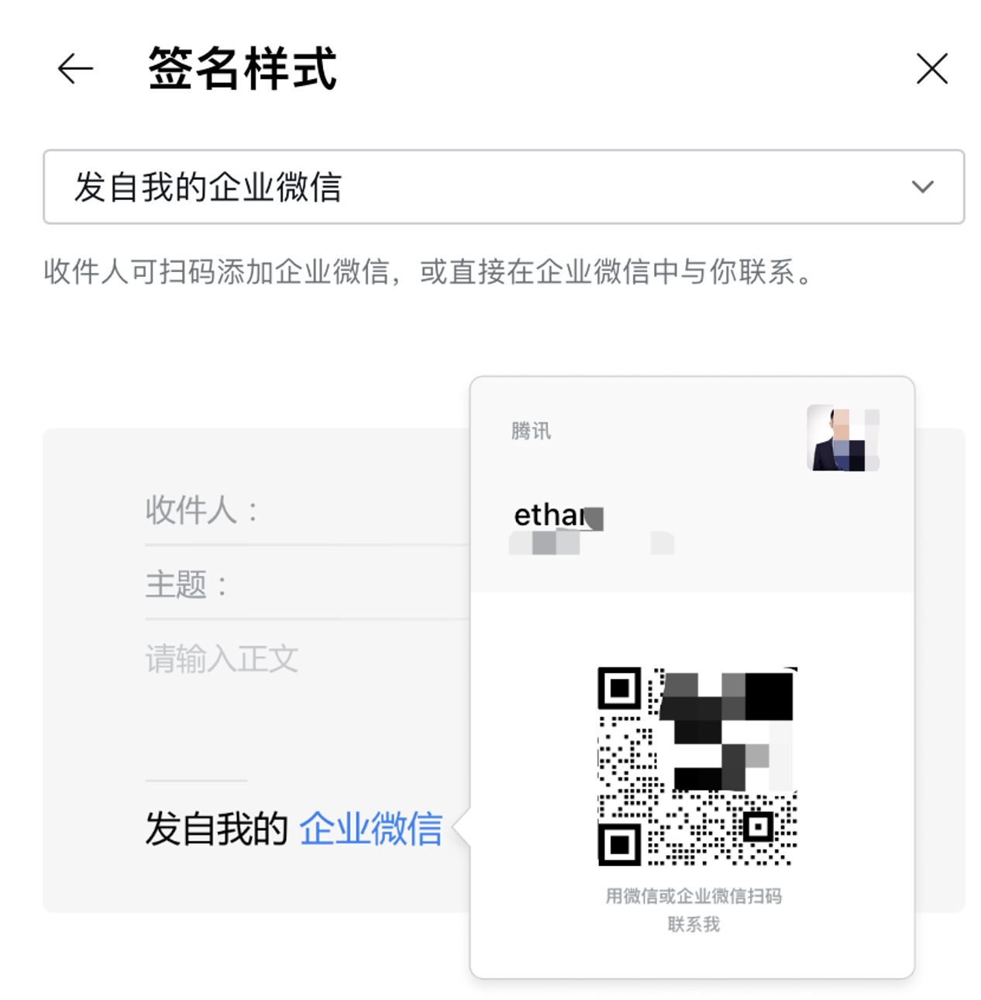 签名样式
发自我的企业微信
收件人可扫码添加企业微信，或直接在企业微信中与你联系。
收件人：
主题：
请输入正文
发自我的 企业微信
腾讯
用微信或企业微信扫码
联系我